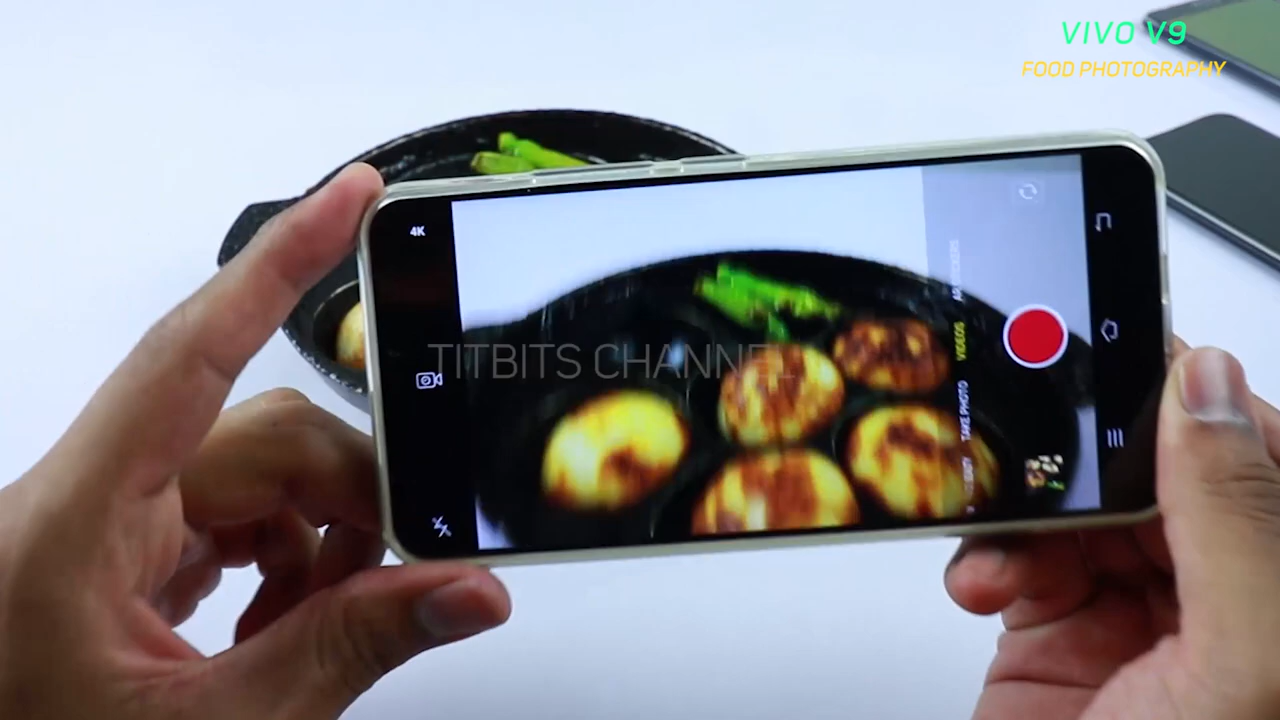 VIVO V9
FOOD PHOTOGRAPHY
4K
TITBITS CHANNEL
VIDEOS
TAKE PHOTO